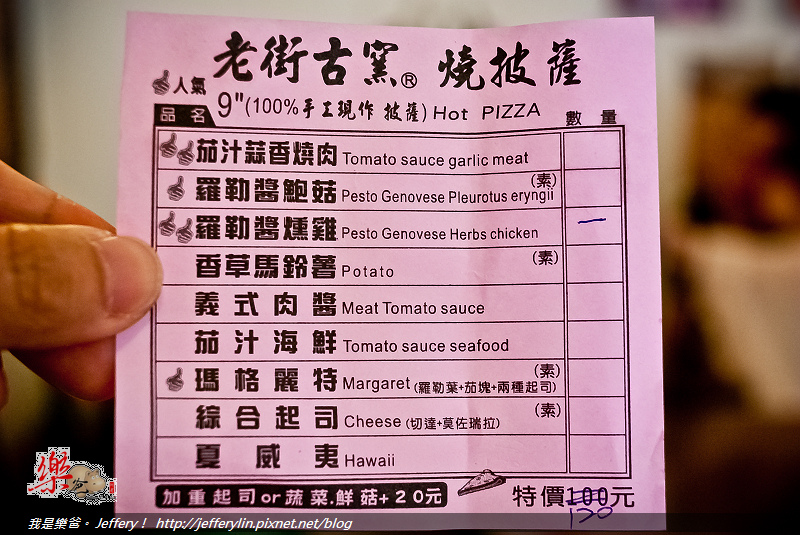 老街古窯® 燒披薩
人氣
品名 9"(100%手工現作披薩) Hot PIZZA 數量
茄汁蒜香燒肉 Tomato sauce garlic meat
羅勒醬鮑菇 Pesto Genovese Pleurotus eryngii (素)
羅勒醬燻雞 Pesto Genovese Herbs chicken 一
香草馬鈴薯 Potato (素)
義式肉醬 Meat Tomato sauce
茄汁海鮮 Tomato sauce seafood
瑪格麗特 Margaret (羅勒葉+茄塊+兩種起司) (素)
綜合起司 Cheese (切達+莫佐瑞拉) (素)
夏威夷 Hawaii
加重起司or蔬菜.鮮菇+20元
特價100元
130
樂爸
我是樂爸。Jeffery! http://jefferylin.pixnet.net/blog